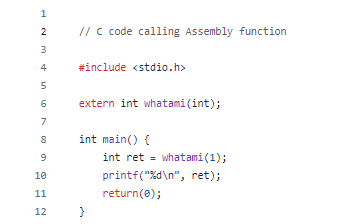 1
2 // C code calling Assembly function
3
4 #include <stdio.h>
5
6 extern int whatami(int);
7
8 int main() {
9 int ret = whatami(1);
10 printf("%d\n", ret);
11 return(0);
12 }